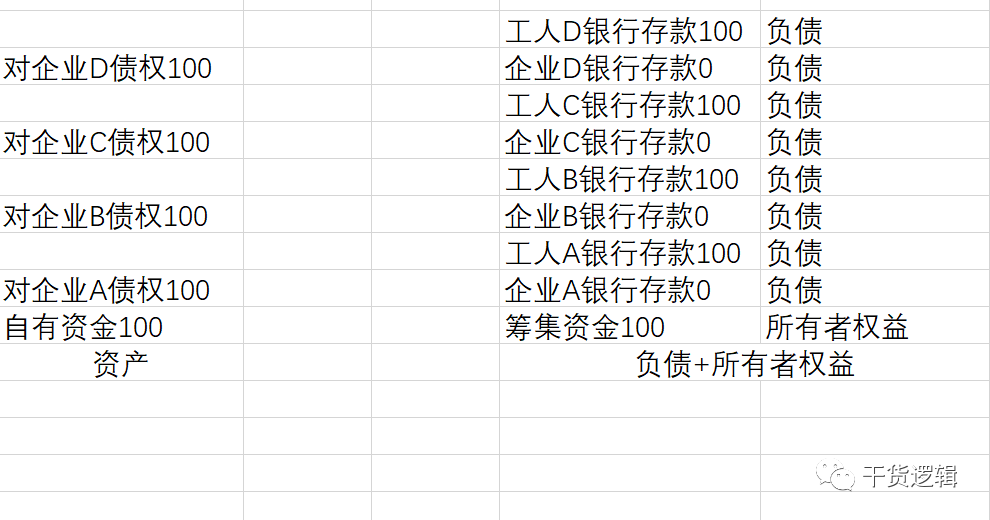 工人D银行存款100 负债
对企业D债权100 企业D银行存款0 负债
工人C银行存款100 负债
对企业C债权100 企业C银行存款0 负债
工人B银行存款100 负债
对企业B债权100 企业B银行存款0 负债
工人A银行存款100 负债
对企业A债权100 企业A银行存款0 负债
自有资金100 筹集资金100 所有者权益
资产 负债+所有者权益
干货逻辑